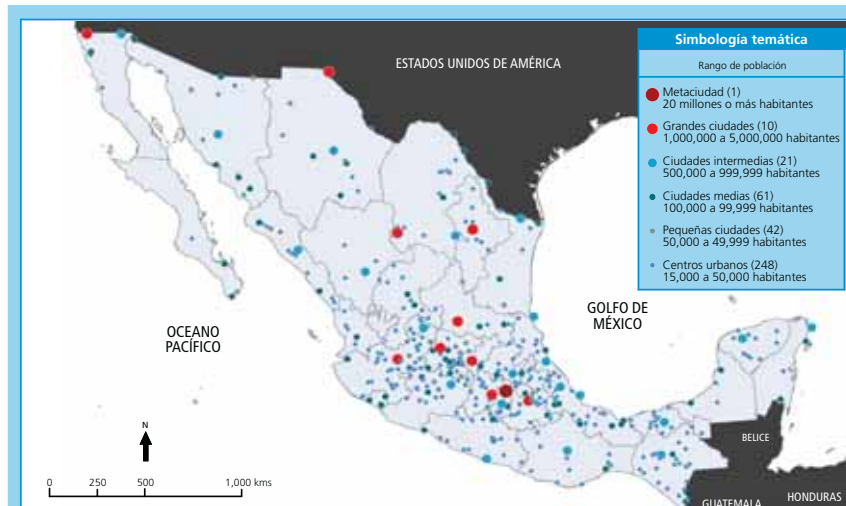 ESTADOS UNIDOS DE AMÉRICA
Simbología temática
Rango de población
Metaciudad (1)
20 millones o más habitantes
Grandes ciudades (10)
1,000,000 a 5,000,000 habitantes
Ciudades intermedias (21)
500,000 a 999,999 habitantes
Ciudades medias (61)
100,000 a 99,999 habitantes
Pequeñas ciudades (42)
50,000 a 49,999 habitantes
Centros urbanos (248)
15,000 a 50,000 habitantes
GOLFO DE
MÉXICO
OCEANO
PACÍFICO
N
0 250 500 1,000 kms
BELICE
GUATEMALA
HONDURAS